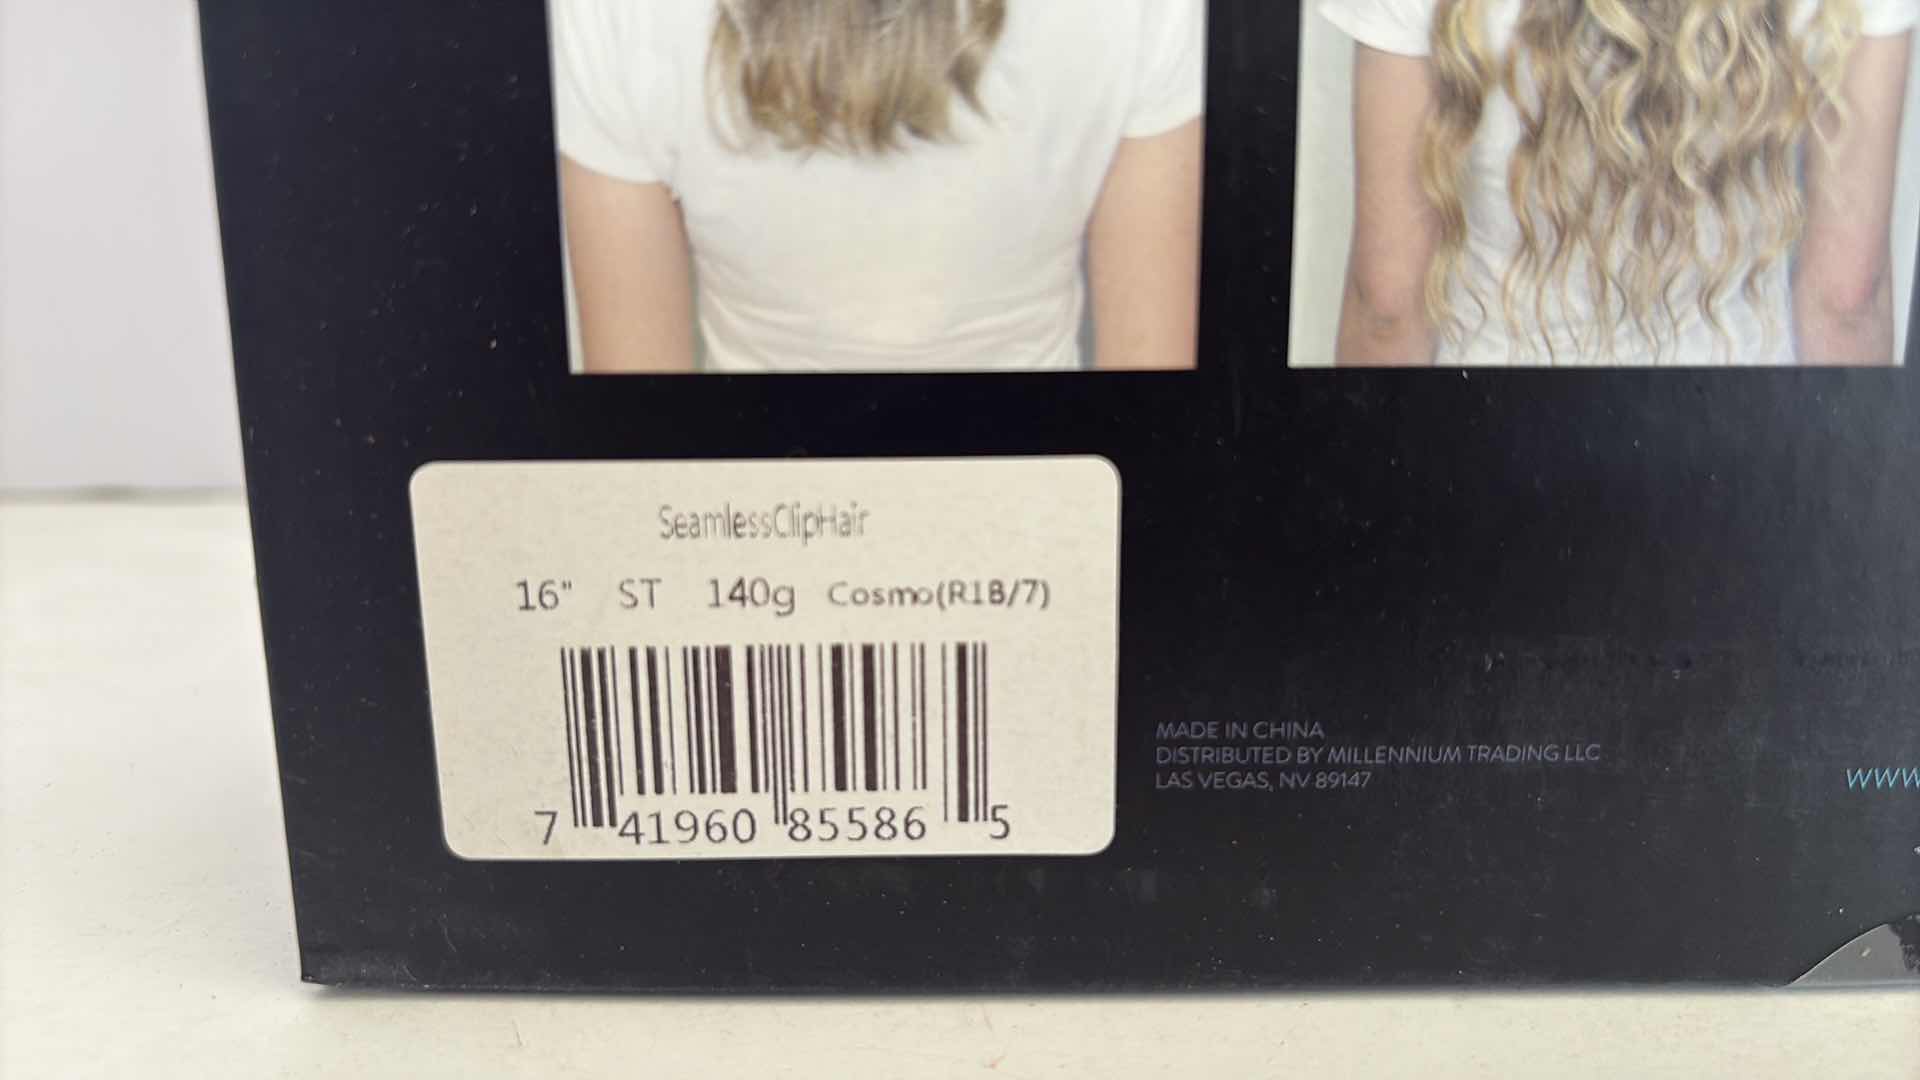 SeamlessClipHair
16" ST 140g Cosmo(R1B/7)
7 41960 85586 5
MADE IN CHINA
DISTRIBUTED BY MILLENNIUM TRADING LLC
LAS VEGAS, NV 89147
WWW